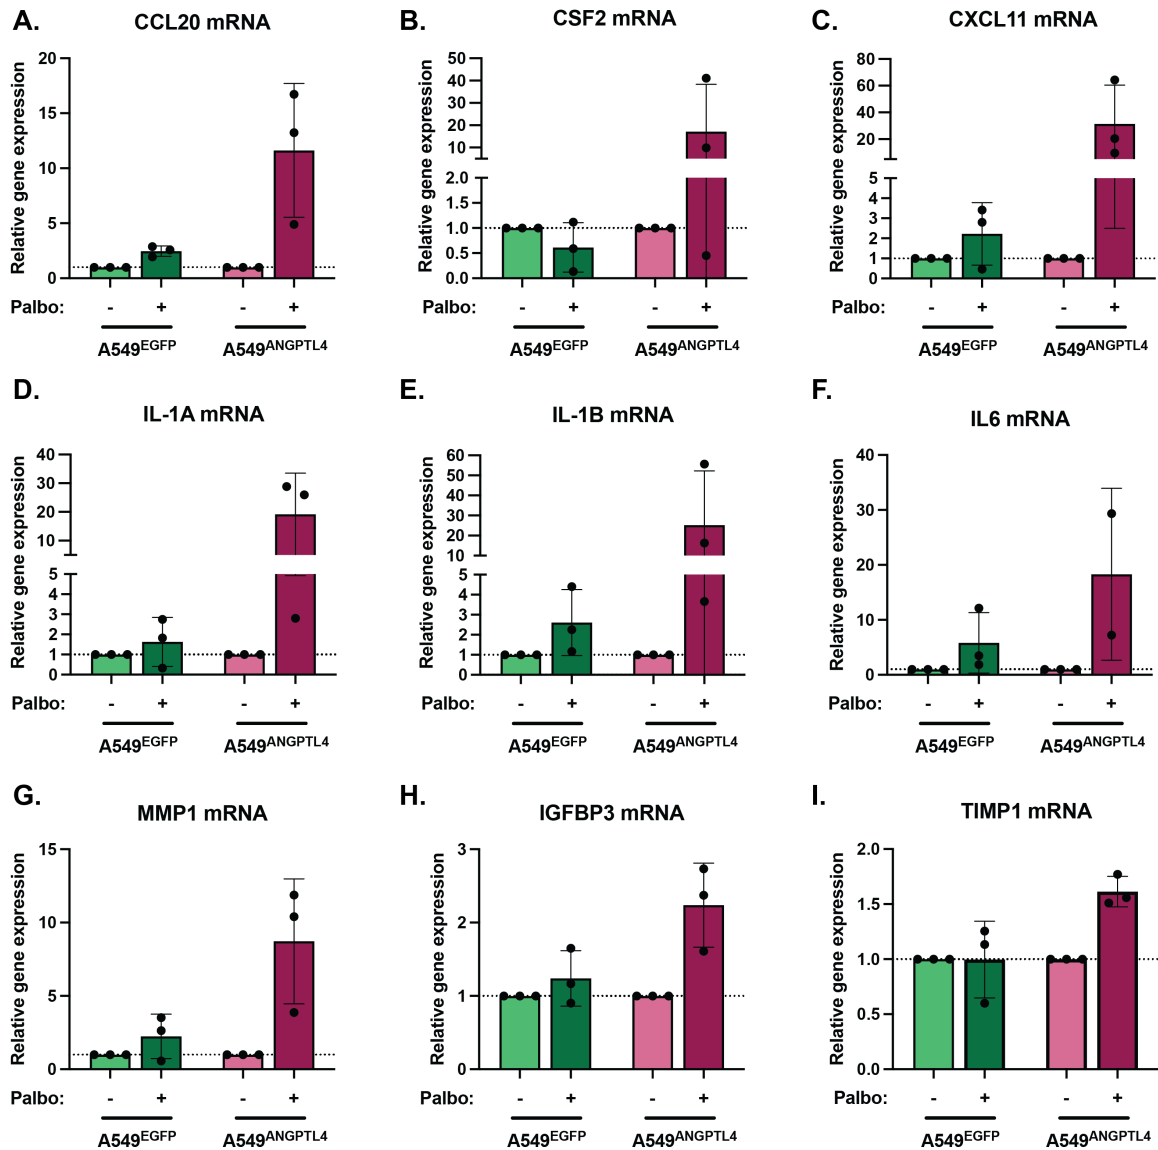 A.
CCL20 mRNA
Relative gene expression
20
15
10
5
0
Palbo: - + - +
A549EGFP A549ANGPTL4
B.
CSF2 mRNA
Relative gene expression
50
40
30
20
10
2.0
1.5
1.0
0.5
0.0
Palbo: - + - +
A549EGFP A549ANGPTL4
C.
CXCL11 mRNA
Relative gene expression
80
60
40
20
5
4
3
2
1
0
Palbo: - + - +
A549EGFP A549ANGPTL4
D.
IL-1A mRNA
Relative gene expression
40
30
20
10
5
4
3
2
1
0
Palbo: - + - +
A549EGFP A549ANGPTL4
E.
IL-1B mRNA
Relative gene expression
60
50
40
30
20
10
5
4
3
2
1
0
Palbo: - + - +
A549EGFP A549ANGPTL4
F.
IL6 mRNA
Relative gene expression
40
30
20
10
0
Palbo: - + - +
A549EGFP A549ANGPTL4
G.
MMP1 mRNA
Relative gene expression
15
10
5
0
Palbo: - + - +
A549EGFP A549ANGPTL4
H.
IGFBP3 mRNA
Relative gene expression
3
2
1
0
Palbo: - + - +
A549EGFP A549ANGPTL4
I.
TIMP1 mRNA
Relative gene expression
2.0
1.5
1.0
0.5
0.0
Palbo: - + - +
A549EGFP A549ANGPTL4